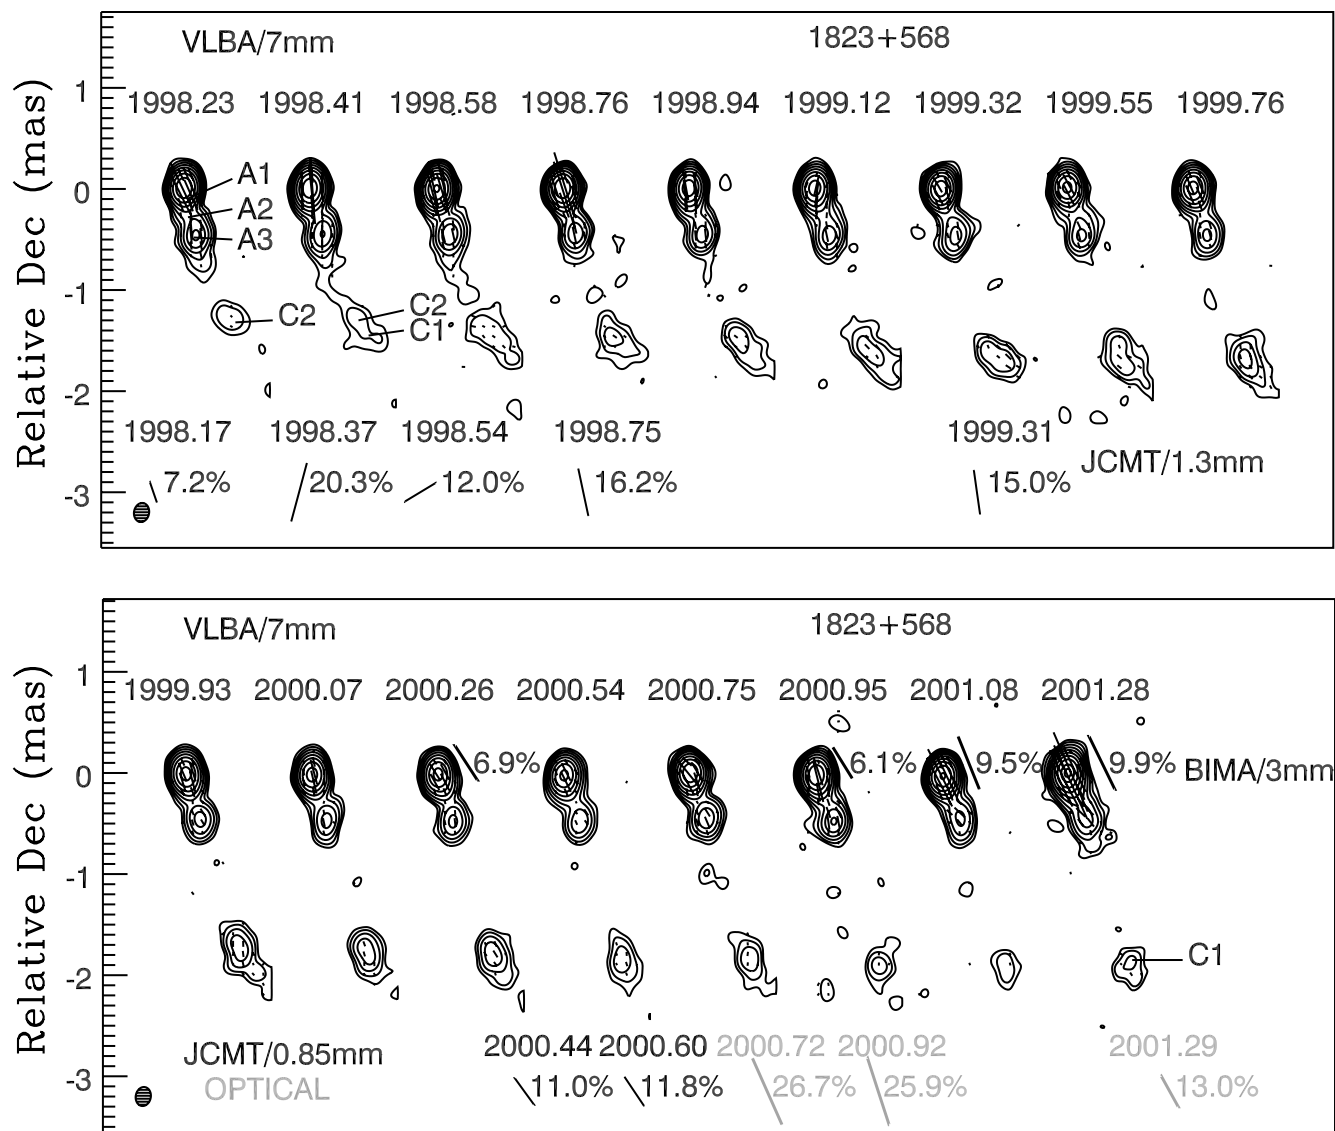 VLBA/7mm 1823+568
1998.23 1998.41 1998.58 1998.76 1998.94 1999.12 1999.32 1999.55 1999.76
1
0
-1
-2
-3
Relative Dec (mas)
A1
A2
A3
C2
C2
C1
1998.17 1998.37 1998.54 1998.75 1999.31
JCMT/1.3mm
7.2% 20.3% 12.0% 16.2% 15.0%
VLBA/7mm 1823+568
1999.93 2000.07 2000.26 2000.54 2000.75 2000.95 2001.08 2001.28
1
0
-1
-2
-3
Relative Dec (mas)
6.9% 6.1% 9.5% 9.9% BIMA/3mm
C1
JCMT/0.85mm 2000.44 2000.60 2000.72 2000.92 2001.29
OPTICAL 11.0% 11.8% 26.7% 25.9% 13.0%